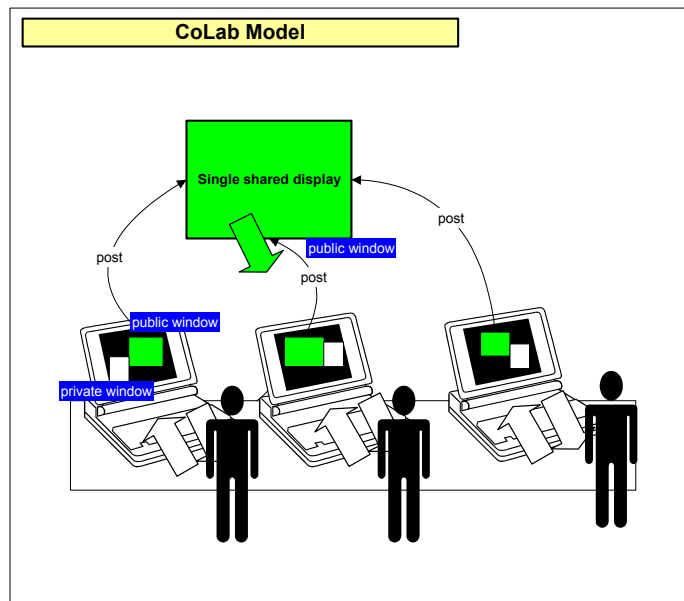 CoLab Model
Single shared display
post
public window
post
post
public window
private window